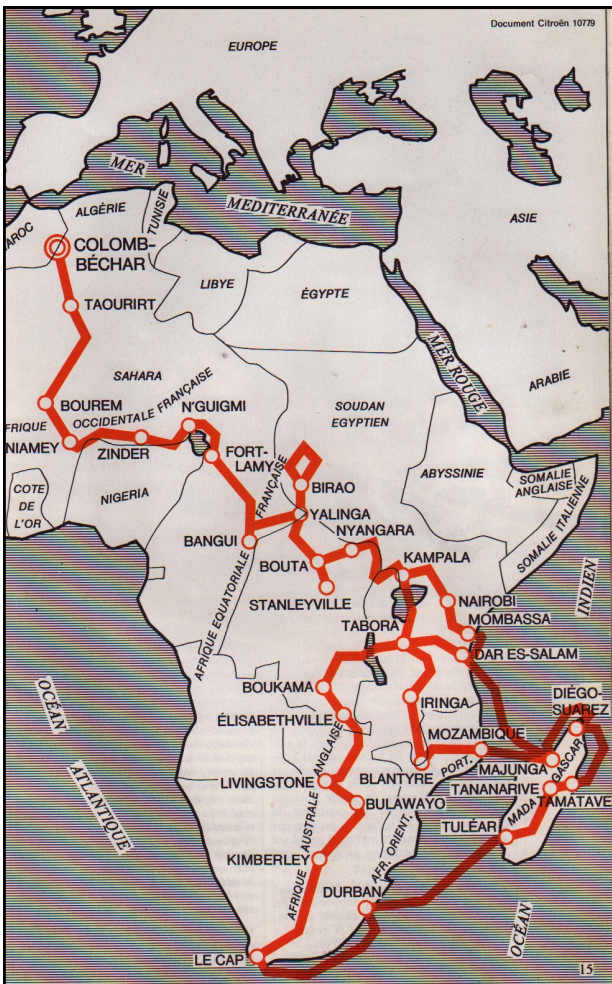 Document Citroën 10779
EUROPE
MER
MEDITERRANÉE
ASIE
MAROC
ALGÉRIE
TUNISIE
COLOMB-
BÉCHAR
LIBYE
ÉGYPTE
TAOURIRT
MER ROUGE
ARABIE
SAHARA
BOUREM
OCCIDENTALE FRANÇAISE
N'GUIGMI
SOUDAN
EGYPTIEN
FRIQUE
NIAMEY
ZINDER
FORT-
LAMY
ABYSSINIE
SOMALIE
ANGLAISE
SOMALIE ITALIENNE
COTE
DE
L'OR
NIGERIA
FRANÇAISE
BIRAO
YALINGA
BANGUI
NYANGARA
BOUTA
KAMPALA
STANLEYVILLE
AFRIQUE EQUATORIALE
NAIROBI
INDIEN
MOMBASSA
TABORA
DAR ES-SALAM
BOUKAMA
IRINGA
DIÉGO-
SUAREZ
ÉLISABETHVILLE
MOZAMBIQUE
OCÉAN
ATLANTIQUE
LIVINGSTONE
BLANTYRE
PORT.
MAJUNGA
GASCAR
TANANARIVE
MADA
TAMATAVE
BULAWAYO
TULÉAR
AFR. ORIENT.
KIMBERLEY
AFRIQUE AUSTRALE ANGLAISE
DURBAN
OCÉAN
LE CAP
15